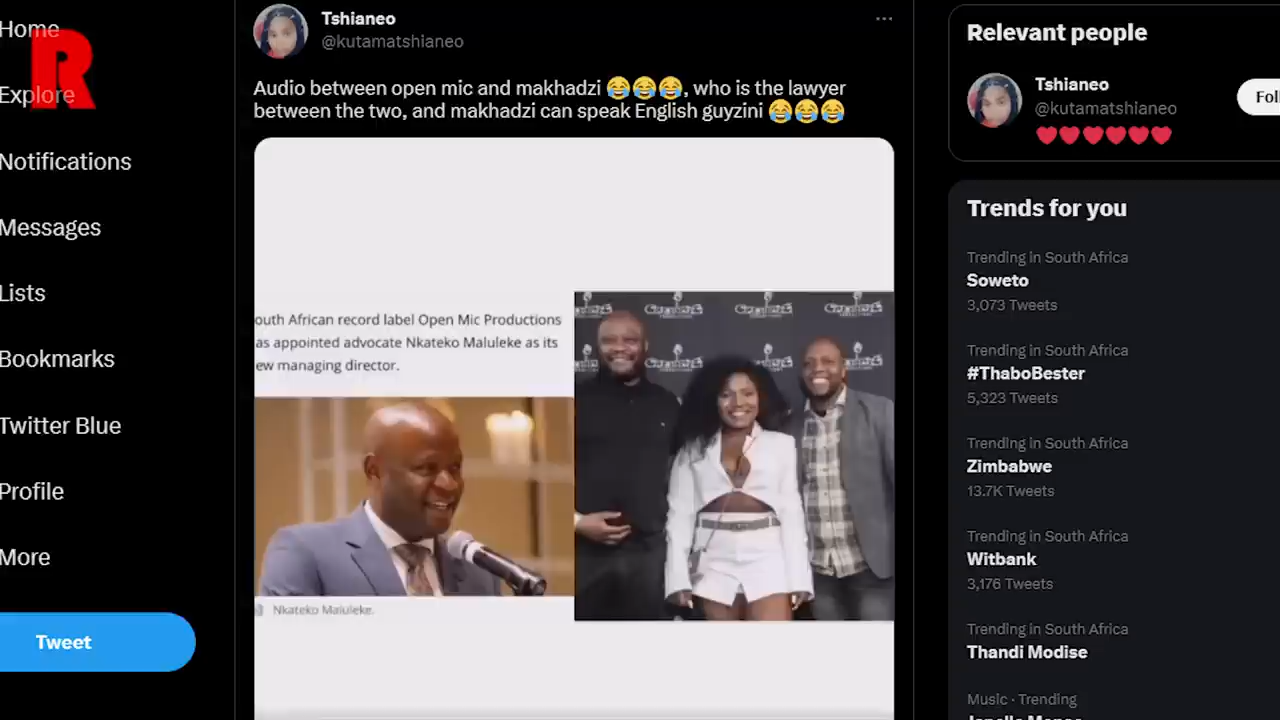 Home
Explore
Notifications
Messages
Lists
Bookmarks
Twitter Blue
Profile
More
Tweet
R
Tshianeo
@kutamatshianeo
Audio between open mic and makhadzi 😂😂😂, who is the lawyer
between the two, and makhadzi can speak English guyzini 😂😂😂
outh African record label Open Mic Productions
as appointed advocate Nkateko Maluleke as its
ew managing director.
Nkateko Maluleke.
Relevant people
Tshianeo
Fol
@kutamatshianeo
❤️❤️❤️❤️❤️❤️
Trends for you
Trending in South Africa
Soweto
3,073 Tweets
Trending in South Africa
#ThaboBester
5,323 Tweets
Trending in South Africa
Zimbabwe
13.7K Tweets
Trending in South Africa
Witbank
3,176 Tweets
Trending in South Africa
Thandi Modise
Music · Trending